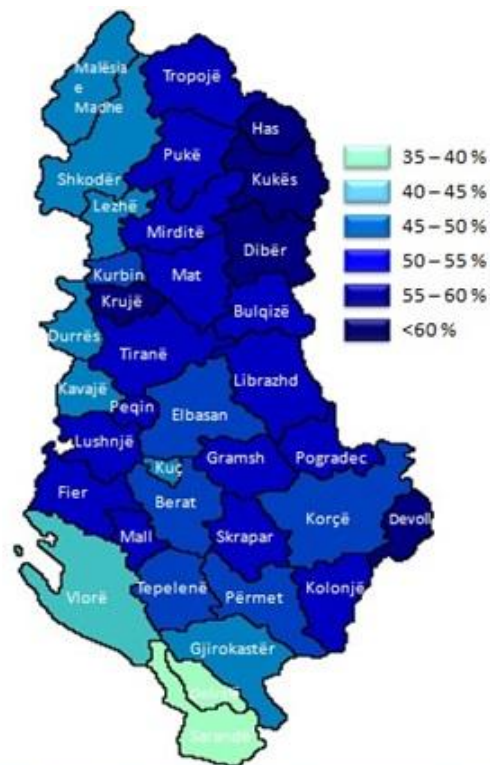 Malësia
e
Madhe
Tropojë
Has
Pukë
Kukës
Shkodër
Lezhë
Mirditë
Dibër
Kurbin
Mat
Krujë
Bulqizë
Durrës
Tiranë
Librazhd
Kavajë
Peqin
Elbasan
Lushnjë
Kuç
Gramsh
Pogradec
Fier
Berat
Mall
Skrapar
Korçë
Devoll
Vlorë
Tepelenë
Përmet
Kolonjë
Gjirokastër
Sarandë
35 – 40 %
40 – 45 %
45 – 50 %
50 – 55 %
55 – 60 %
<60 %